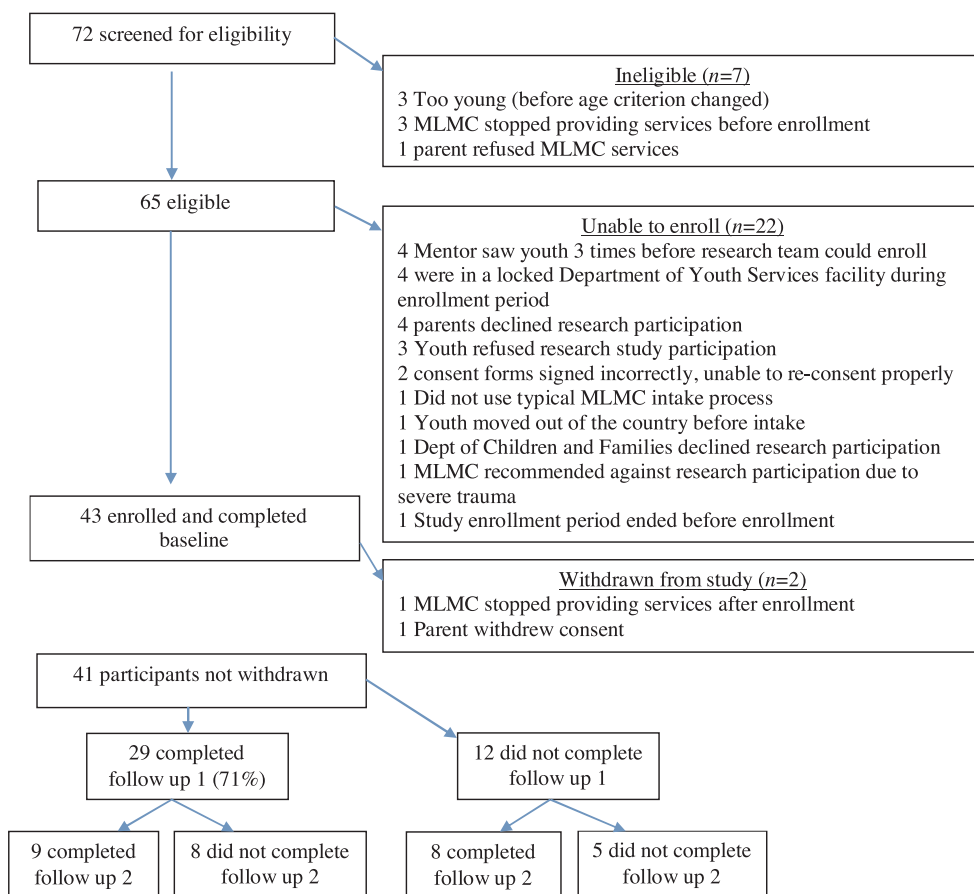 72 screened for eligibility
Ineligible (n=7)
3 Too young (before age criterion changed)
3 MLMC stopped providing services before enrollment
1 parent refused MLMC services
65 eligible
Unable to enroll (n=22)
4 Mentor saw youth 3 times before research team could enroll
4 were in a locked Department of Youth Services facility during
enrollment period
4 parents declined research participation
3 Youth refused research study participation
2 consent forms signed incorrectly, unable to re-consent properly
1 Did not use typical MLMC intake process
1 Youth moved out of the country before intake
1 Dept of Children and Families declined research participation
1 MLMC recommended against research participation due to
severe trauma
1 Study enrollment period ended before enrollment
43 enrolled and completed
baseline
Withdrawn from study (n=2)
1 MLMC stopped providing services after enrollment
1 Parent withdrew consent
41 participants not withdrawn
29 completed
follow up 1 (71%)
12 did not complete
follow up 1
9 completed
follow up 2
8 did not complete
follow up 2
8 completed
follow up 2
5 did not complete
follow up 2